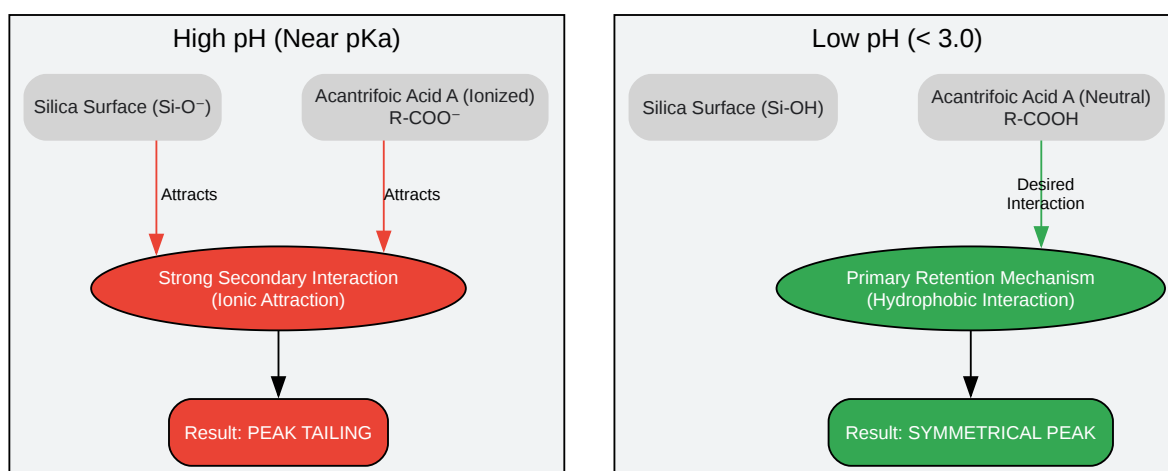 High pH (Near pKa)
Silica Surface (Si-O⁻)
Acantrifoic Acid A (Ionized)
R-COO⁻
Attracts
Attracts
Strong Secondary Interaction
(Ionic Attraction)
Result: PEAK TAILING
Low pH (< 3.0)
Silica Surface (Si-OH)
Acantrifoic Acid A (Neutral)
R-COOH
Desired
Interaction
Primary Retention Mechanism
(Hydrophobic Interaction)
Result: SYMMETRICAL PEAK